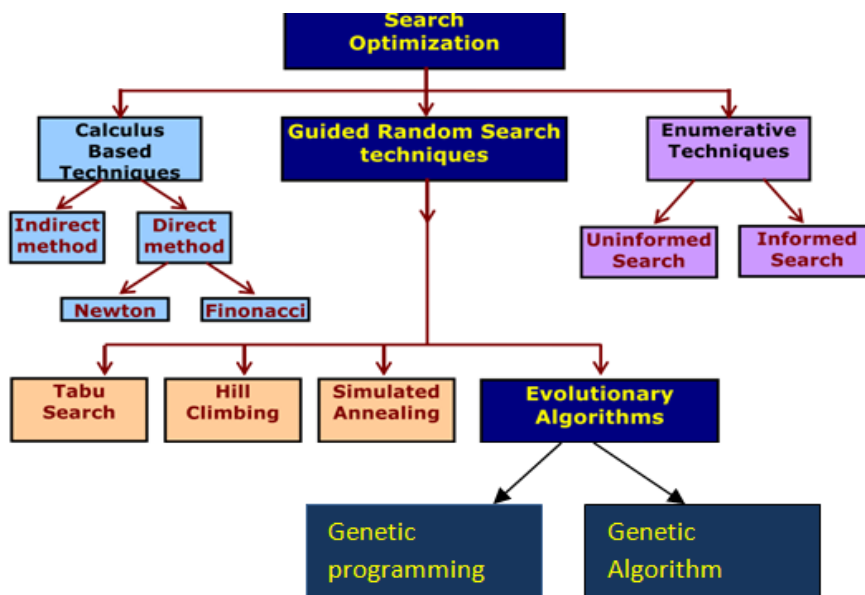 Search
Optimization
Calculus
Based
Techniques
Guided Random Search
techniques
Enumerative
Techniques
Indirect
method
Direct
method
Uninformed
Search
Informed
Search
Newton
Finonacci
Tabu
Search
Hill
Climbing
Simulated
Annealing
Evolutionary
Algorithms
Genetic
programming
Genetic
Algorithm